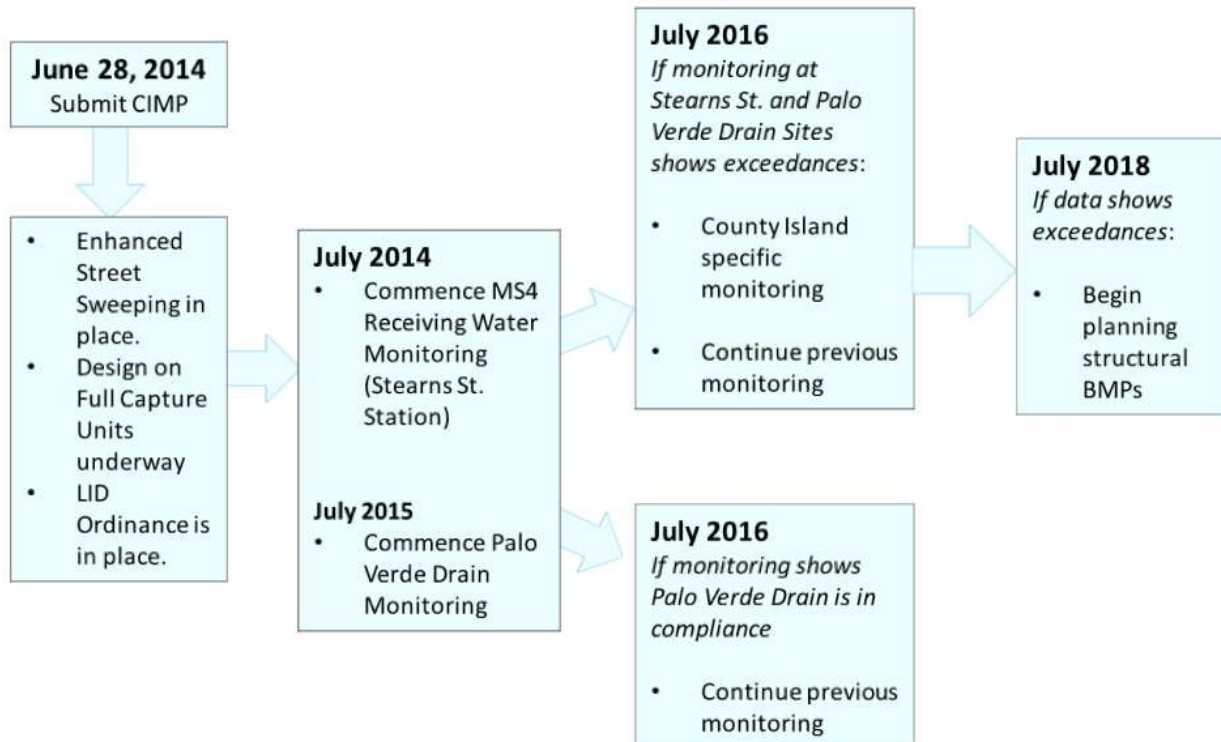 June 28, 2014
Submit CIMP
• Enhanced
Street
Sweeping in
place.
• Design on
Full Capture
Units
underway
• LID
Ordinance is
in place.
July 2014
• Commence MS4
Receiving Water
Monitoring
(Stearns St.
Station)
July 2015
• Commence Palo
Verde Drain
Monitoring
July 2016
If monitoring at
Stearns St. and Palo
Verde Drain Sites
shows exceedances:
• County Island
specific
monitoring
• Continue previous
monitoring
July 2016
If monitoring shows
Palo Verde Drain is in
compliance
• Continue previous
monitoring
July 2018
If data shows
exceedances:
• Begin
planning
structural
BMPs